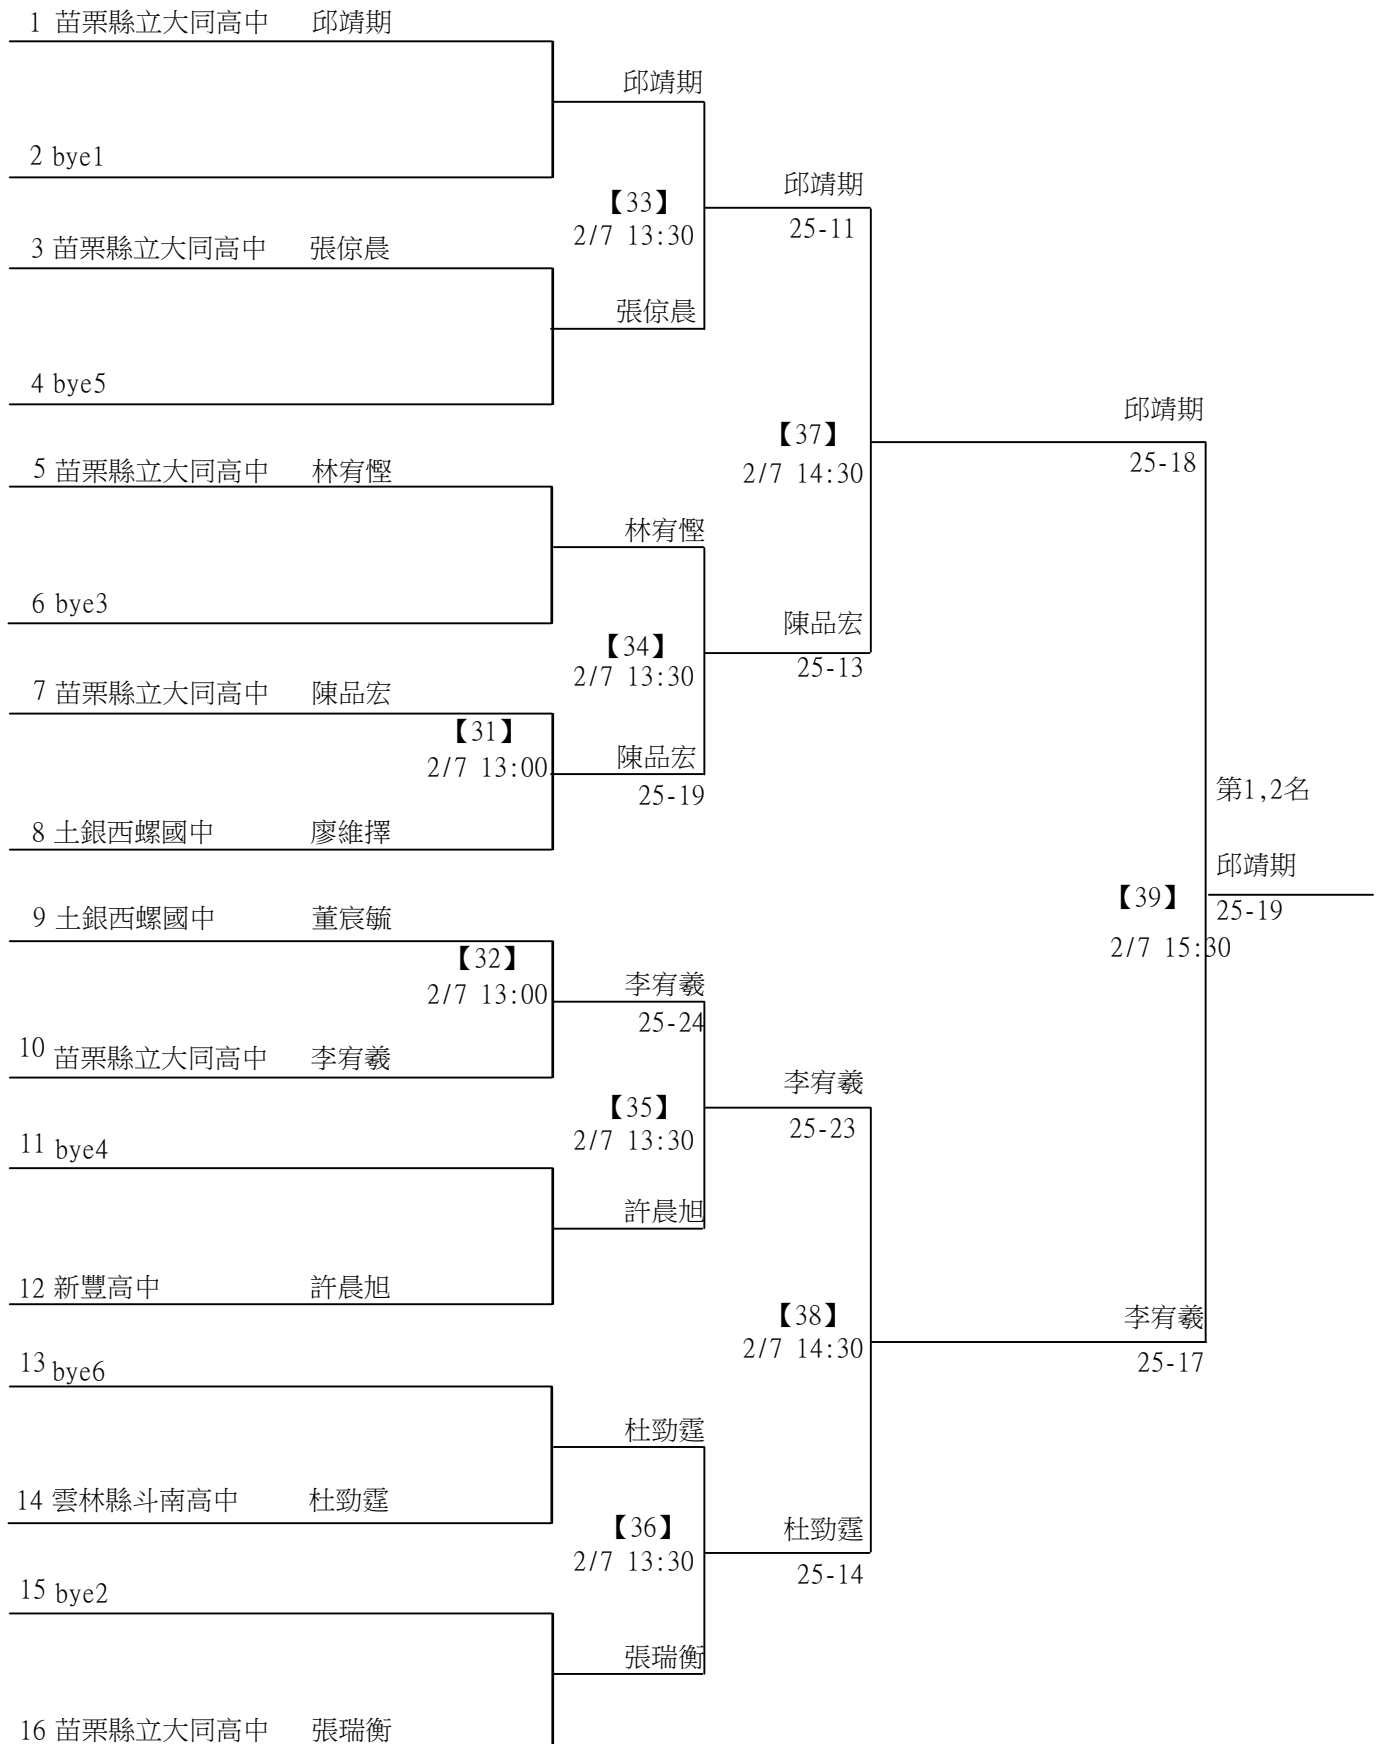 1 苗栗縣立大同高中 邱靖期
邱靖期
2 bye1
邱靖期
【33】
25-11
2/7 13:30
3 苗栗縣立大同高中 張倞晨
張倞晨
4 bye5
邱靖期
【37】
25-18
2/7 14:30
5 苗栗縣立大同高中 林宥慳
林宥慳
6 bye3
陳品宏
【34】
25-13
2/7 13:30
7 苗栗縣立大同高中 陳品宏
【31】
陳品宏
2/7 13:00
25-19
第1,2名
8 土銀西螺國中 廖維擇
邱靖期
【39】
25-19
2/7 15:30
9 土銀西螺國中 董宸毓
【32】
李宥羲
2/7 13:00
25-24
10 苗栗縣立大同高中 李宥羲
李宥羲
【35】
25-23
2/7 13:30
11 bye4
許晨旭
12 新豐高中 許晨旭
【38】
李宥羲
2/7 14:30
25-17
13 bye6
杜勁霆
14 雲林縣斗南高中 杜勁霆
【36】
杜勁霆
2/7 13:30
25-14
15 bye2
張瑞衡
16 苗栗縣立大同高中 張瑞衡